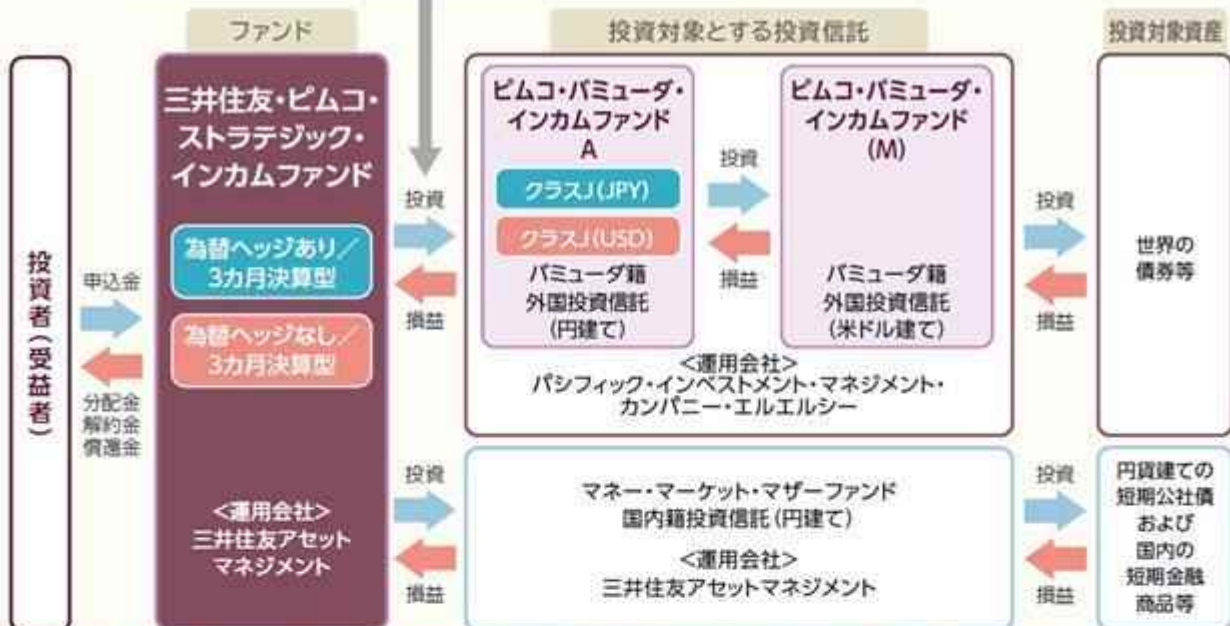 ファンド
投資対象とする投資信託
投資対象資産
投資者(受益者)
申込金
分配金
解約金
償還金
三井住友・ピムコ・
ストラテジック・
インカムファンド
為替ヘッジあり/
3カ月決算型
為替ヘッジなし/
3カ月決算型
<運用会社>
三井住友アセット
マネジメント
投資
損益
ピムコ・バミューダ・
インカムファンド
A
クラスJ(JPY)
クラスJ(USD)
バミューダ籍
外国投資信託
(円建て)
投資
損益
ピムコ・バミューダ・
インカムファンド
(M)
バミューダ籍
外国投資信託
(米ドル建て)
<運用会社>
パシフィック・インベストメント・マネジメント・
カンパニー・エルエルシー
投資
損益
世界の
債券等
投資
損益
マネー・マーケット・マザーファンド
国内籍投資信託(円建て)
<運用会社>
三井住友アセットマネジメント
投資
損益
円貨建ての
短期公社債
および
国内の
短期金融
商品等